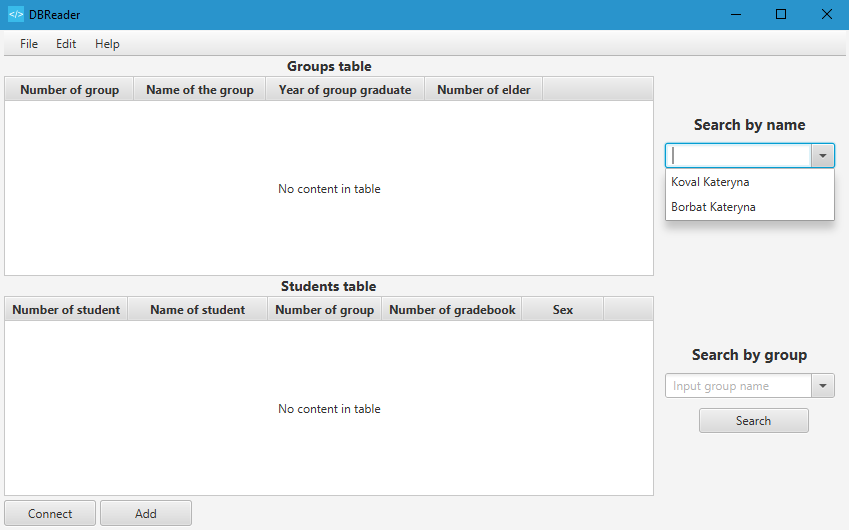 DBReader
File Edit Help
Groups table
Number of group Name of the group Year of group graduate Number of elder
No content in table
Search by name
Koval Kateryna
Borbat Kateryna
Students table
Number of student Name of student Number of group Number of gradebook Sex
No content in table
Search by group
Input group name
Search
Connect Add